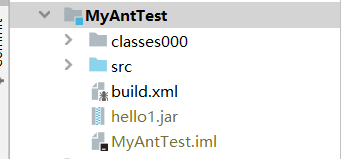 MyAntTest
classes000
src
build.xml
hello1.jar
MyAntTest.iml